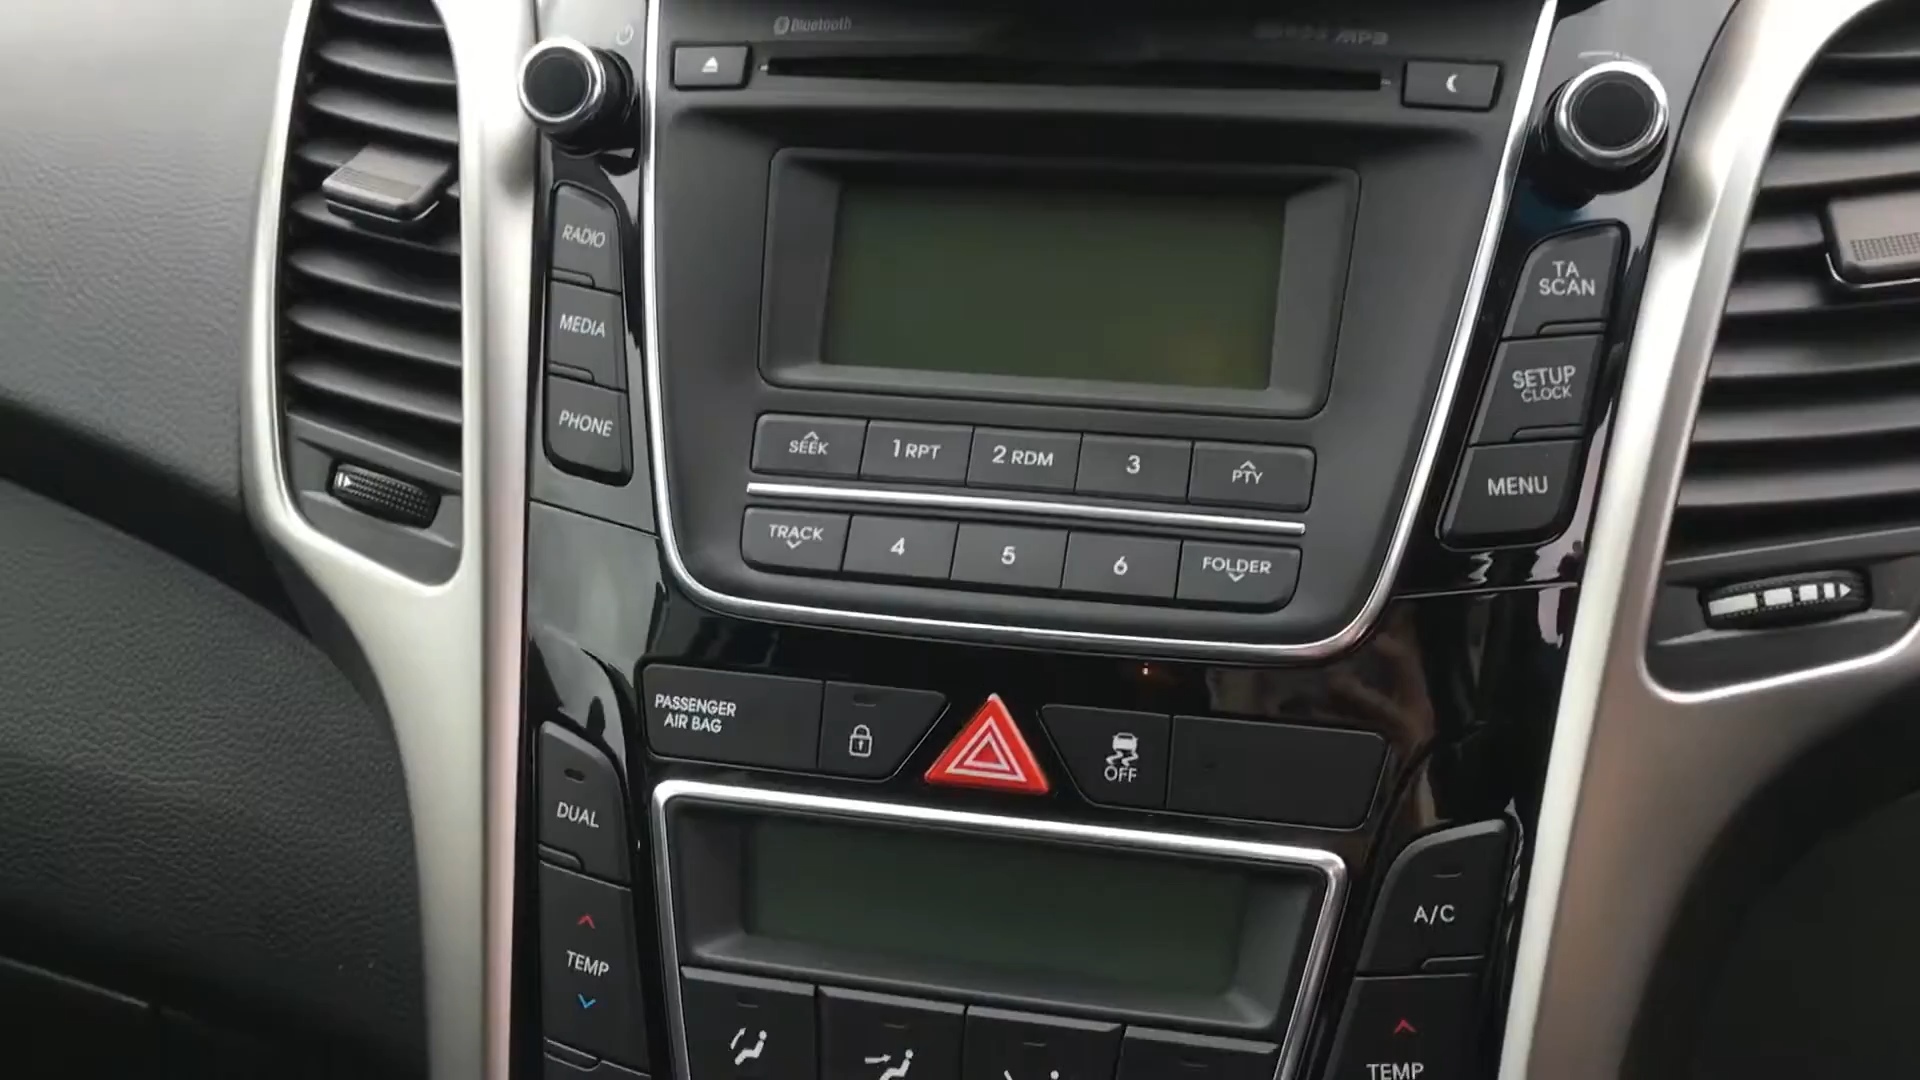 Bluetooth
MP3
RADIO
MEDIA
PHONE
TA
SCAN
SETUP
CLOCK
MENU
SEEK
1 RPT
2 RDM
3
PTY
TRACK
4
5
6
FOLDER
PASSENGER
AIR BAG
OFF
DUAL
TEMP
A/C
TEMP